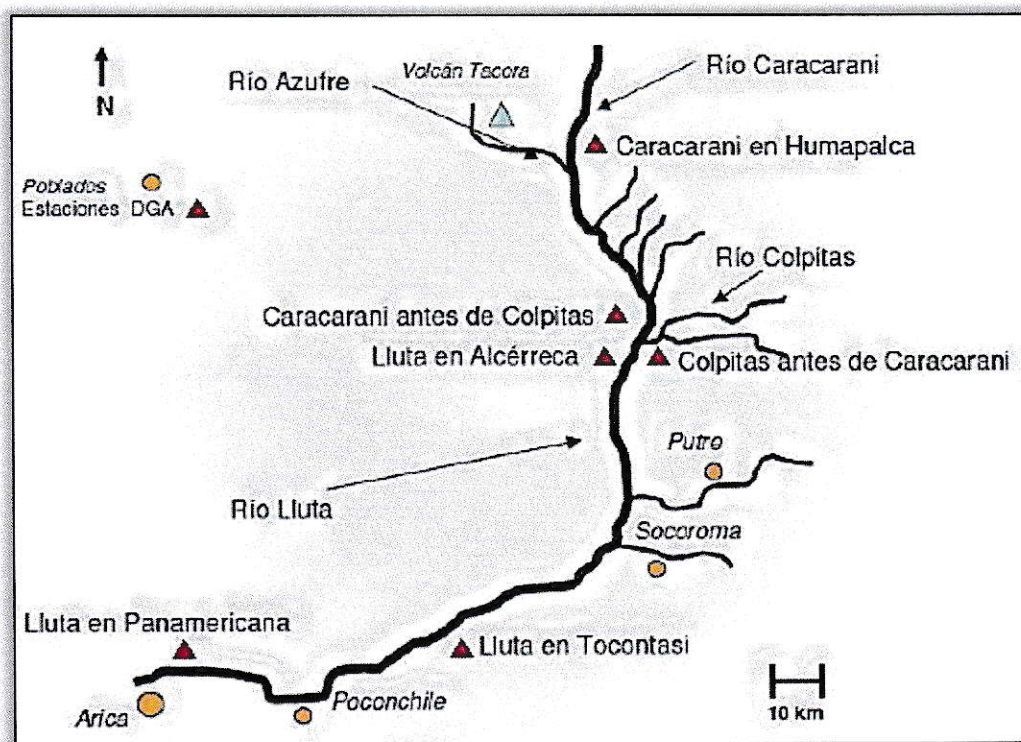 Río Azufre
Volcán Tacora
Río Caracarani
N
Caracarani en Humapalca
Poblados
Estaciones DGA
Río Colpitas
Caracarani antes de Colpitas
Lluta en Alcérreca
Colpitas antes de Caracarani
Putre
Río Lluta
Socoroma
Lluta en Panamericana
Lluta en Tocontasi
Poconchile
Arica
10 km